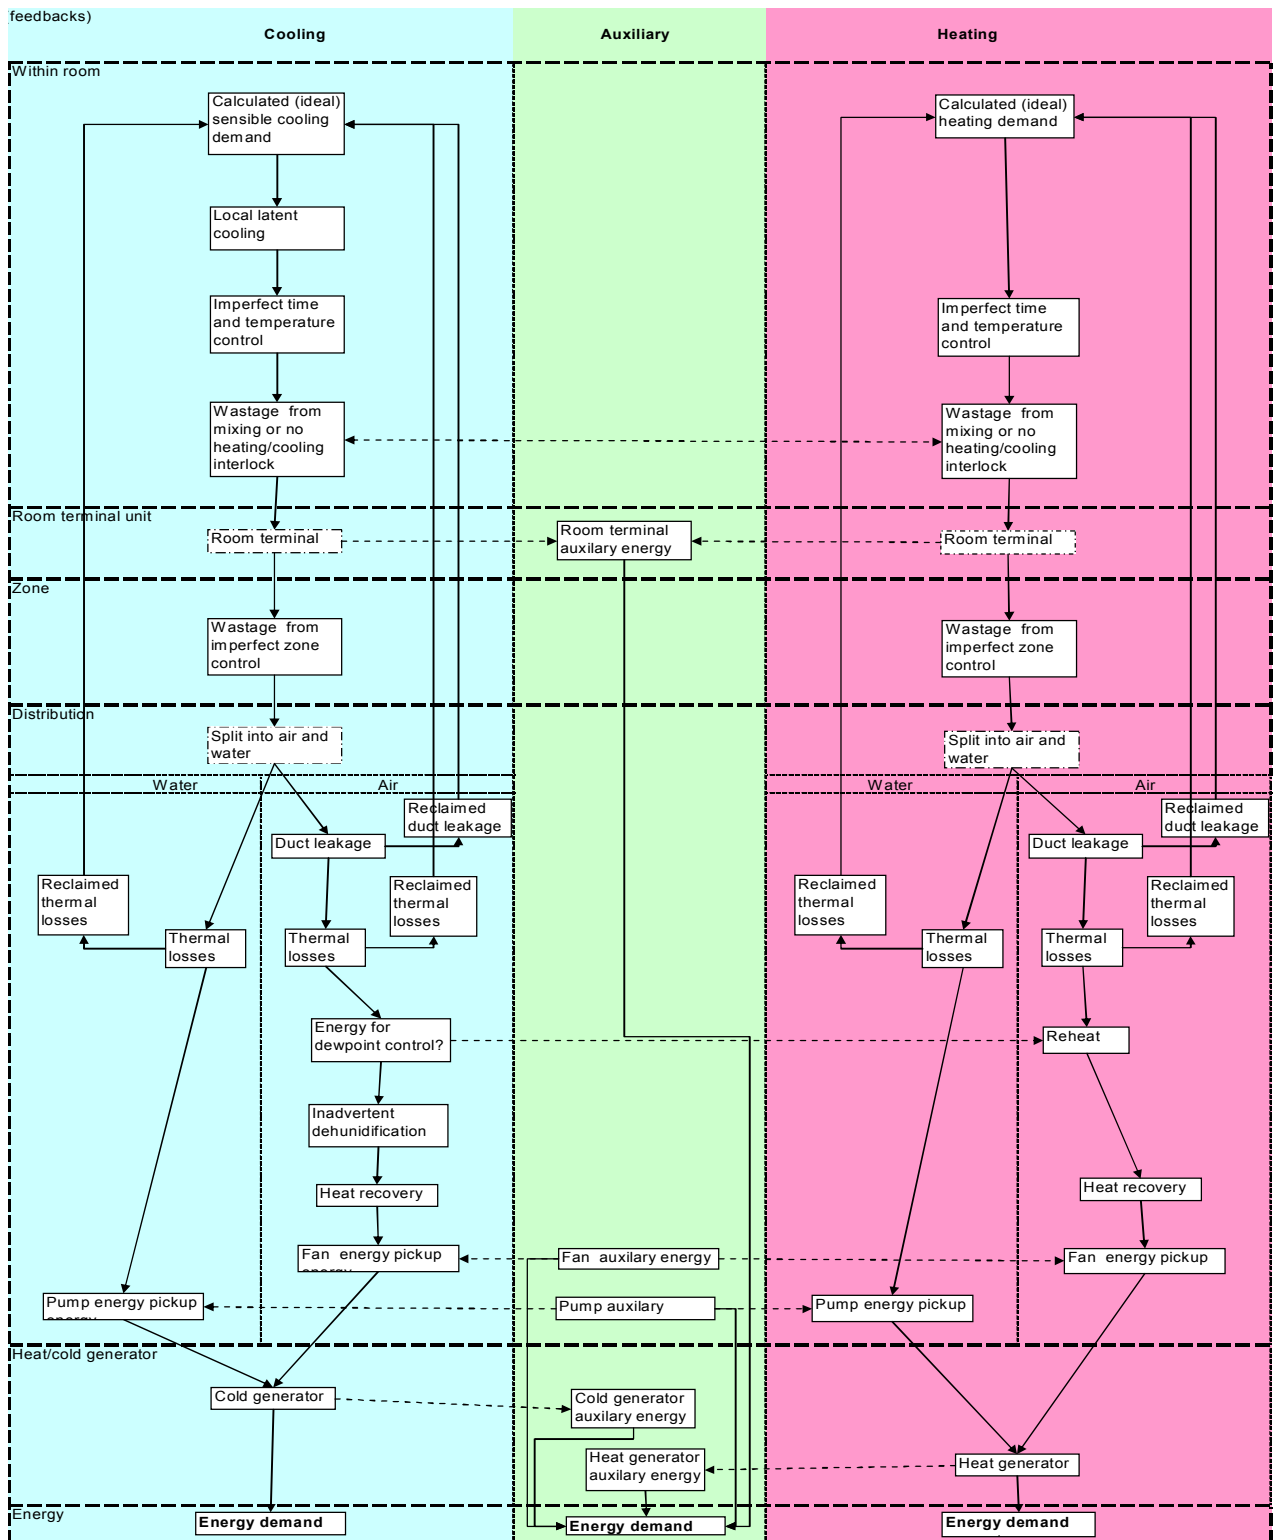 feedbacks)
Cooling
Auxiliary
Heating
Within room
Calculated (ideal)
sensible cooling
demand
Calculated (ideal)
heating demand
Local latent
cooling
Imperfect time
and temperature
control
Imperfect time
and temperature
control
Wastage from
mixing or no
heating/cooling
interlock
Wastage from
mixing or no
heating/cooling
interlock
Room terminal unit
Room terminal
Room terminal
auxilary energy
Room terminal
Zone
Wastage from
imperfect zone
control
Wastage from
imperfect zone
control
Distribution
Split into air and
water
Split into air and
water
Water
Air
Water
Air
Reclaimed
duct leakage
Reclaimed
duct leakage
Duct leakage
Duct leakage
Reclaimed
thermal
losses
Reclaimed
thermal
losses
Reclaimed
thermal
losses
Reclaimed
thermal
losses
Thermal
losses
Thermal
losses
Thermal
losses
Thermal
losses
Energy for
dewpoint control?
Reheat
Inadvertent
dehunidification
Heat recovery
Heat recovery
Fan energy pickup
energy
Fan auxilary energy
Fan energy pickup
Pump energy pickup
energy
Pump auxilary
Pump energy pickup
Heat/cold generator
Cold generator
Cold generator
auxilary energy
Heat generator
auxilary energy
Heat generator
Energy
Energy demand
Energy demand
Energy demand